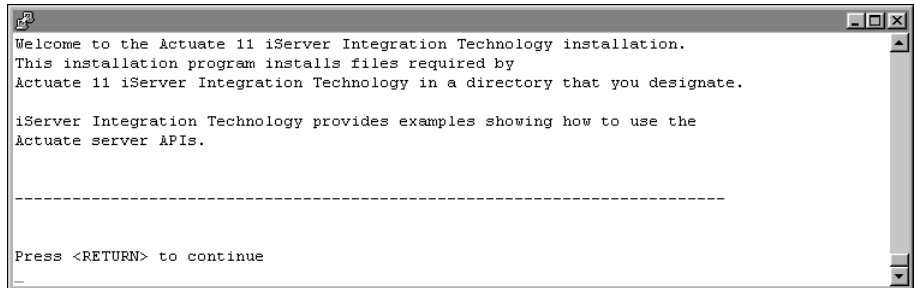 Welcome to the Actuate 11 iServer Integration Technology installation.
This installation program installs files required by
Actuate 11 iServer Integration Technology in a directory that you designate.
iServer Integration Technology provides examples showing how to use the
Actuate server APIs.
--------------------------------------------------------------------------
Press <RETURN> to continue
_